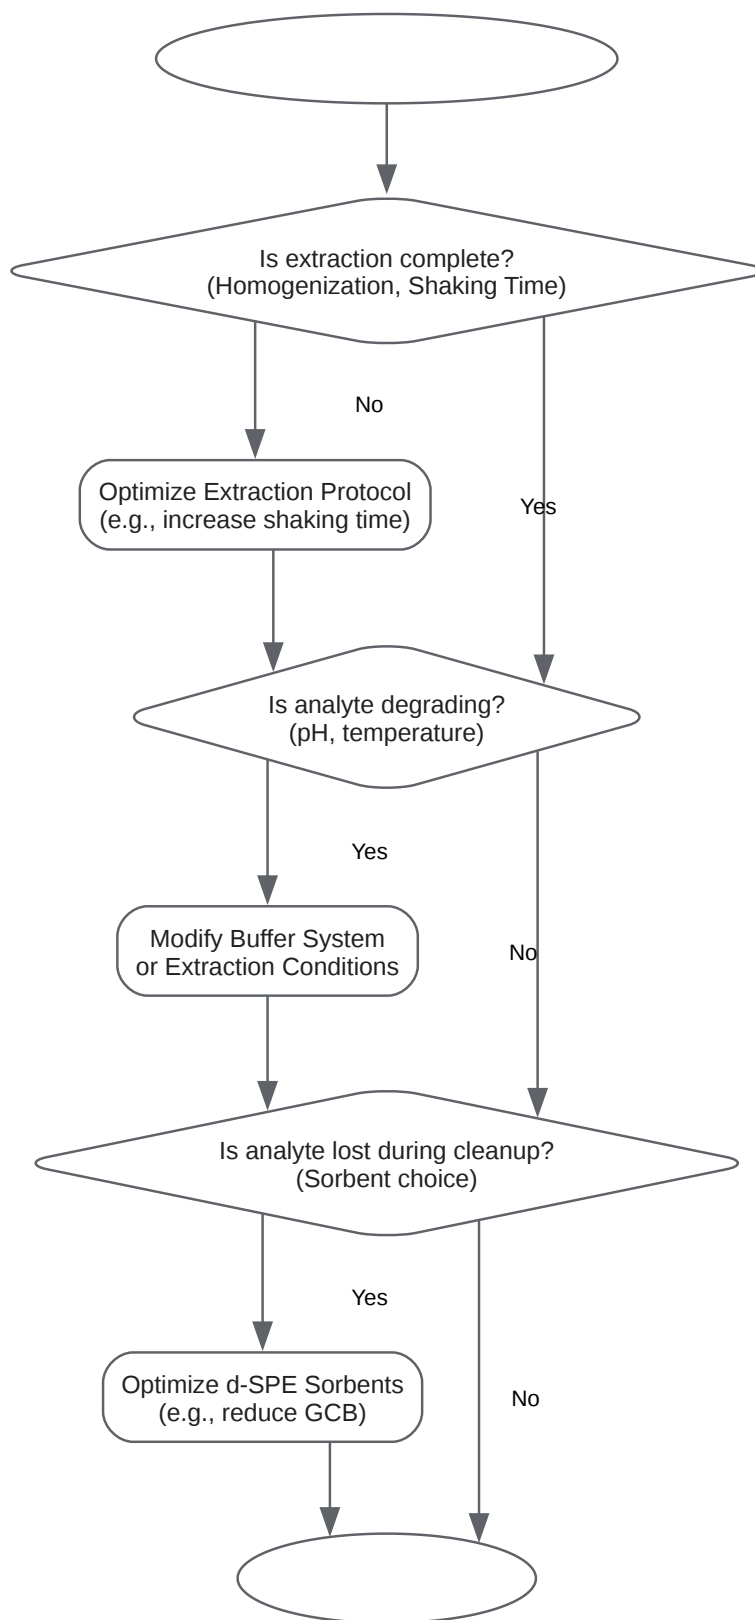 Is extraction complete?
(Homogenization, Shaking Time)
No
Optimize Extraction Protocol
(e.g., increase shaking time)
Yes
Is analyte degrading?
(pH, temperature)
Yes
Modify Buffer System
or Extraction Conditions
No
Is analyte lost during cleanup?
(Sorbent choice)
Yes
Optimize d-SPE Sorbents
(e.g., reduce GCB)
No